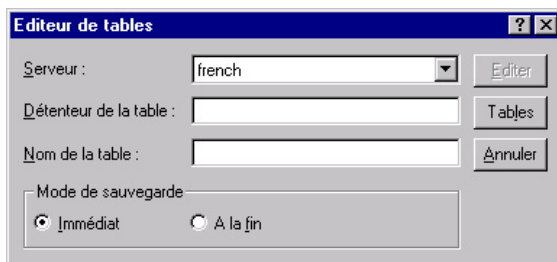 Editeur de tables
Serveur : french Editer
Détenteur de la table : Tables
Nom de la table : Annuler
Mode de sauvegarde
Immédiat A la fin